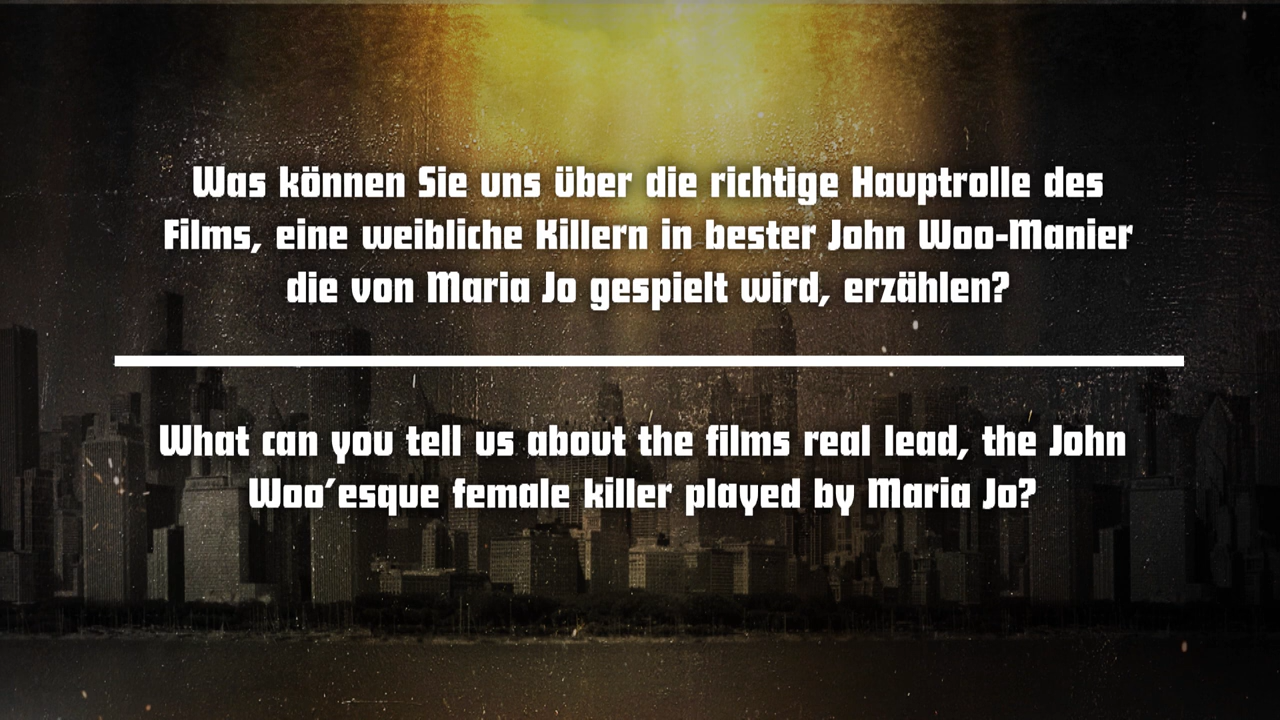 Was können Sie uns über die richtige Hauptrolle des
Films, eine weibliche Killern in bester John Woo-Manier
die von Maria Jo gespielt wird, erzählen?
What can you tell us about the films real lead, the John
Woo'esque female killer played by Maria Jo?